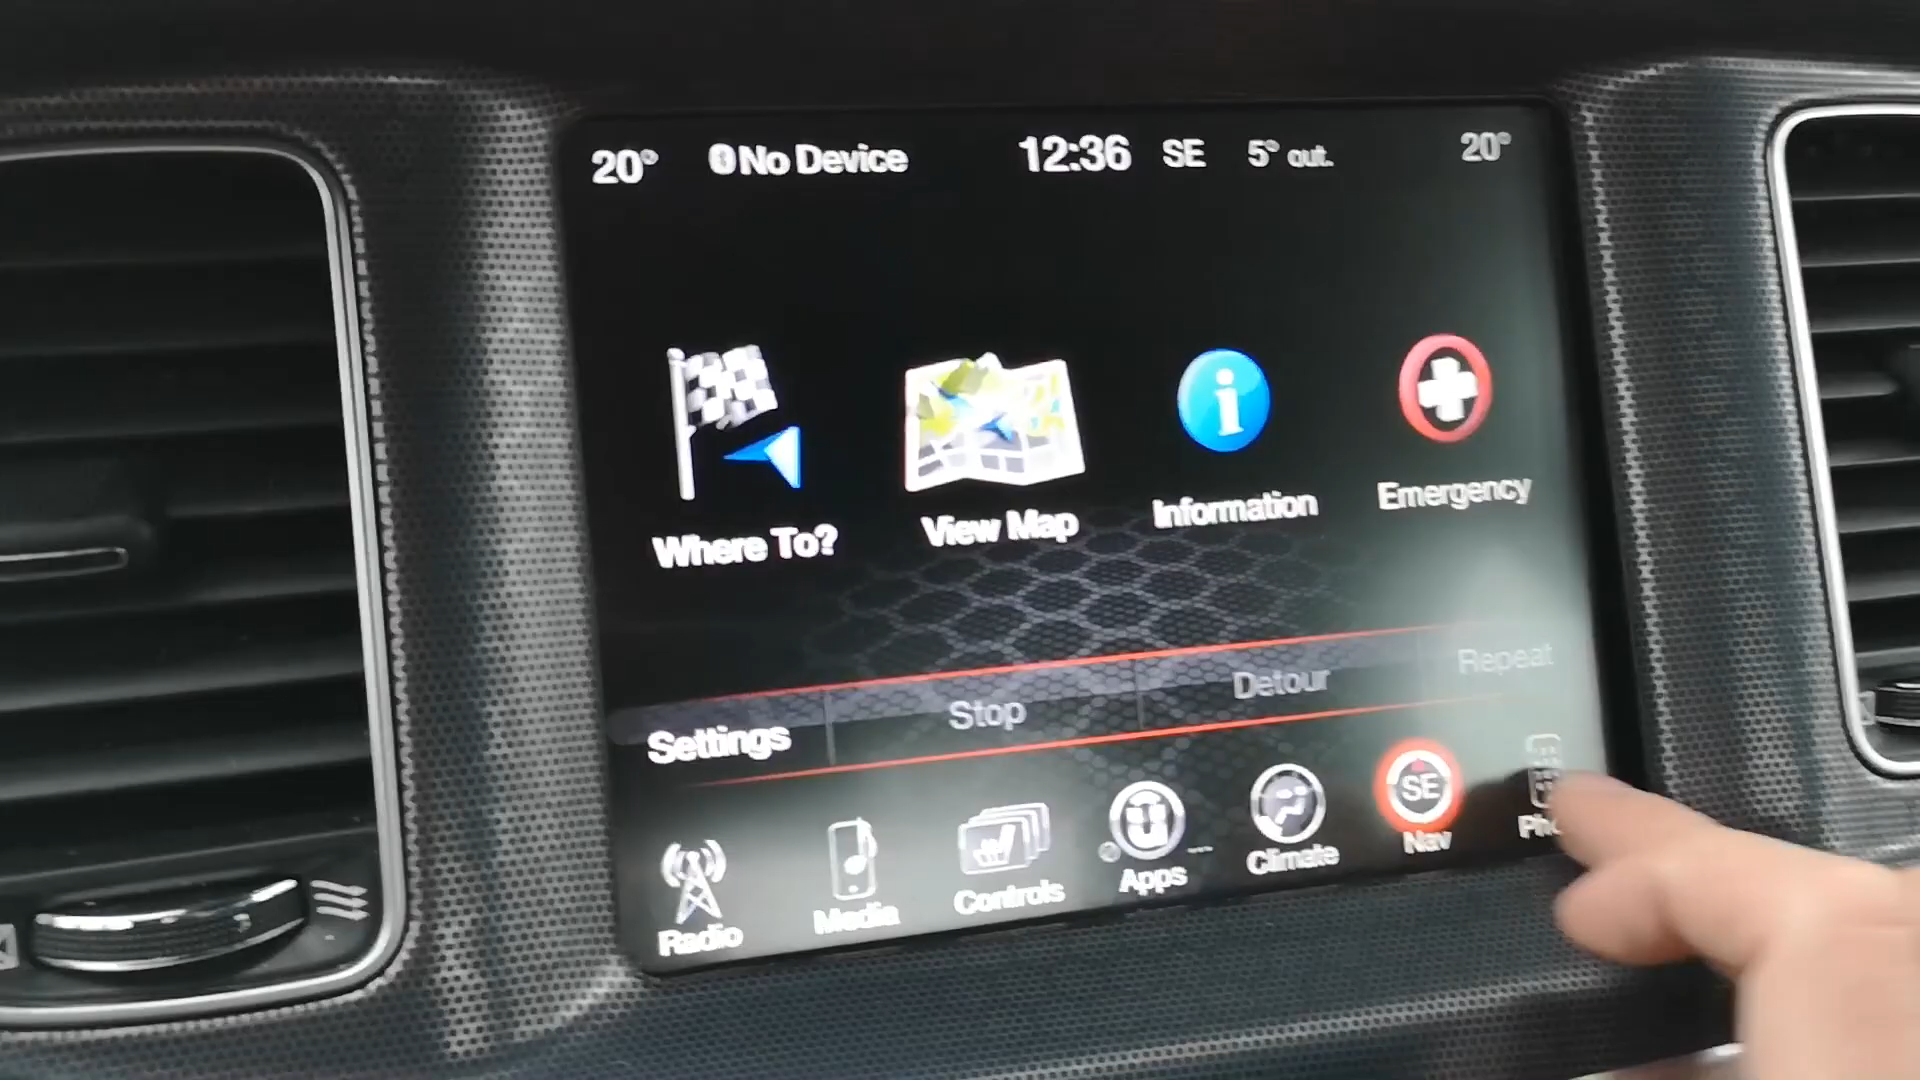 20° No Device 12:36 SE 5° out. 20°
Where To? View Map Information Emergency
Settings Stop Detour Repeat
SE
Radio Media Controls Apps Climate Nav